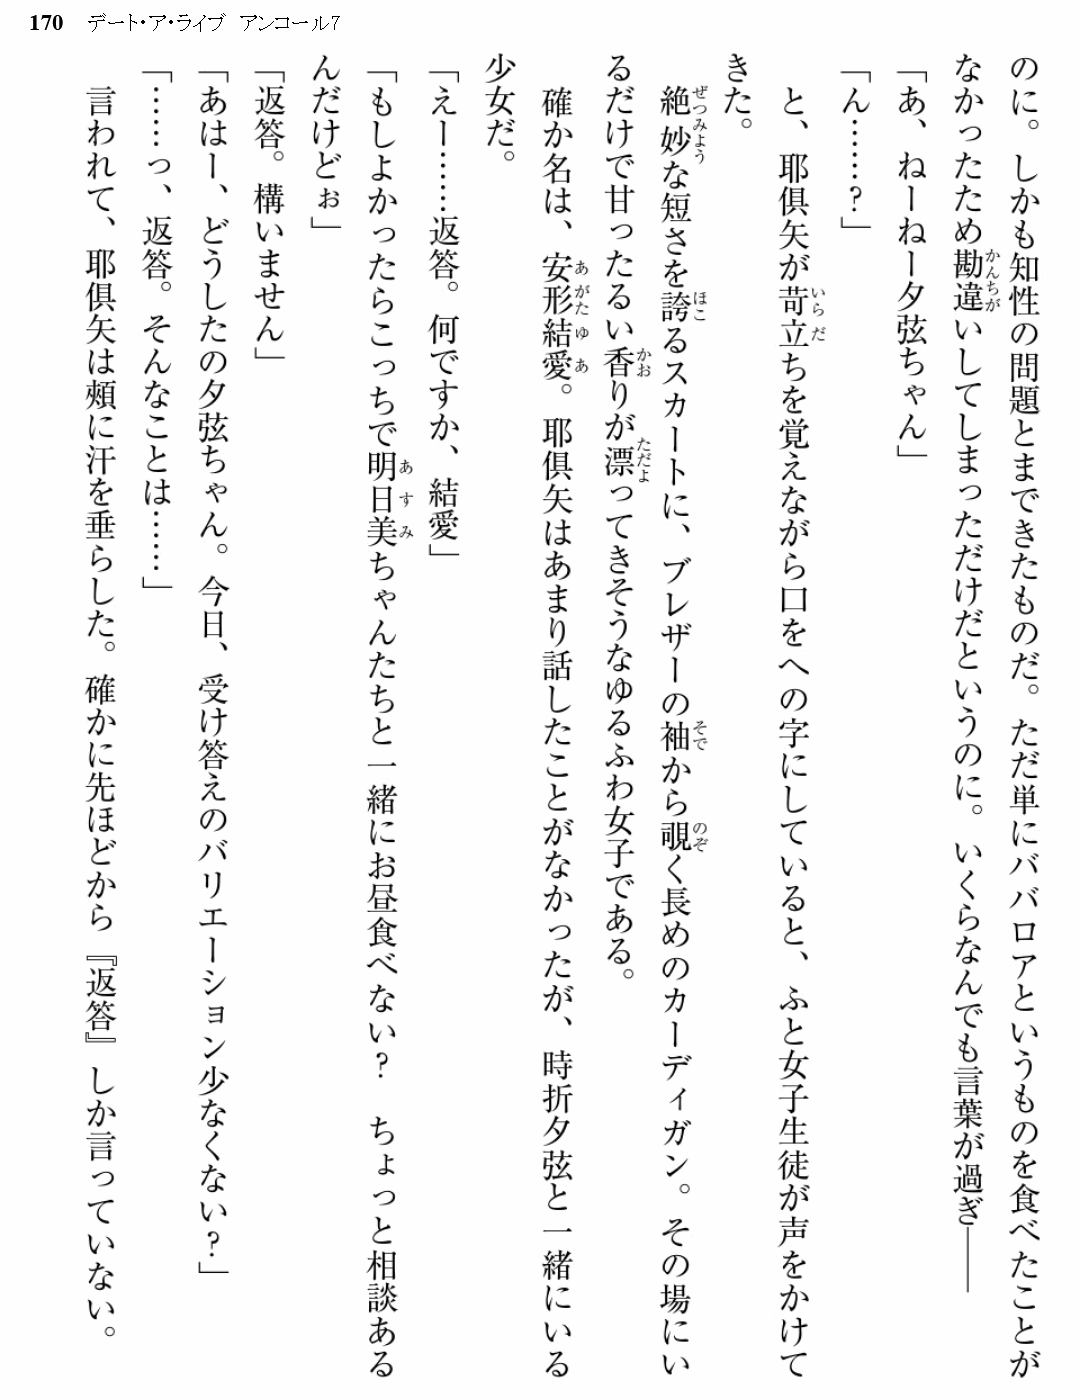 170 デート・ア・ライブ アンコール7
のに。しかも知性の問題とまできたものだ。ただ単にババロアというものを食べたことが
なかったため勘違いしてしまっただけだというのに。いくらなんでも言葉が過ぎ――
「あ、ねーねー夕弦ちゃん」
「ん……?」
と、耶倶矢が苛立ちを覚えながら口をへの字にしていると、ふと女子生徒が声をかけて
きた。
絶妙な短さを誇るスカートに、ブレザーの袖から覗く長めのカーディガン。その場にい
るだけで甘ったるい香りが漂ってきそうなゆるふわ女子である。
確か名は、安形結愛。耶倶矢はあまり話したことがなかったが、時折夕弦と一緒にいる
少女だ。
「えー……返答。何ですか、結愛」
「もしよかったらこっちで明日美ちゃんたちと一緒にお昼食べない? ちょっと相談ある
んだけどぉ」
「返答。構いません」
「あはー、どうしたの夕弦ちゃん。今日、受け答えのバリエーション少なくない?」
「……っ、返答。そんなことは……」
言われて、耶倶矢は頰に汗を垂らした。確かに先ほどから『返答』しか言っていない。